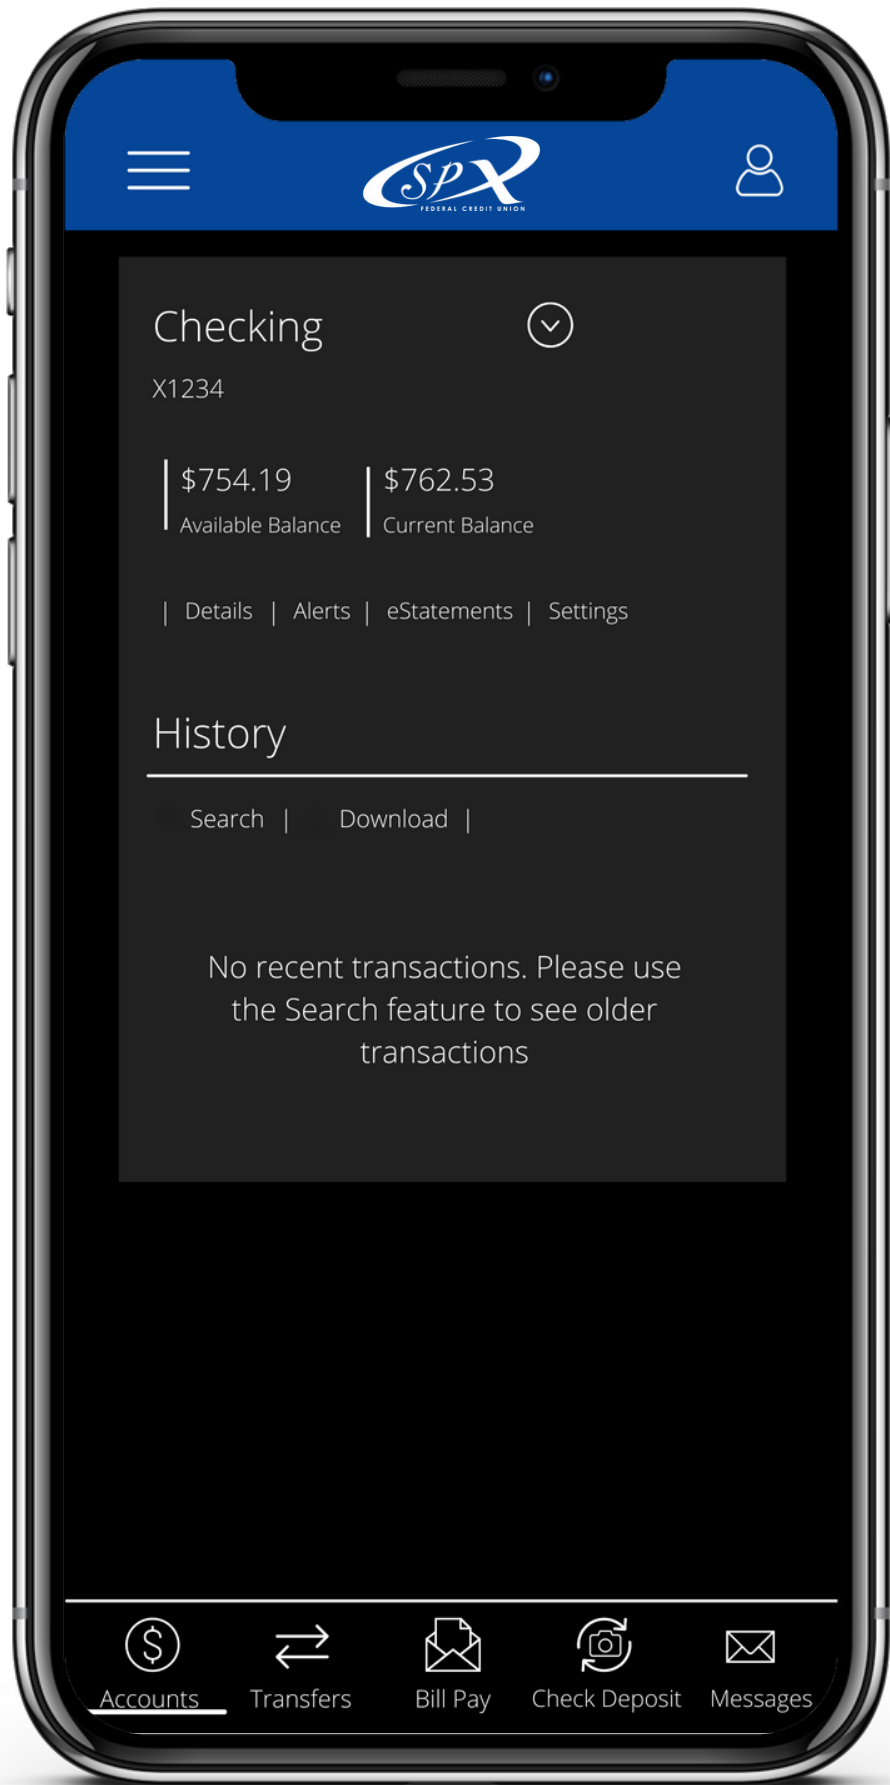 SPX
FEDERAL CREDIT UNION
Checking
X1234
$754.19 $762.53
Available Balance Current Balance
| Details | Alerts | eStatements | Settings
History
Search | Download |
No recent transactions. Please use
the Search feature to see older
transactions
Accounts Transfers Bill Pay Check Deposit Messages